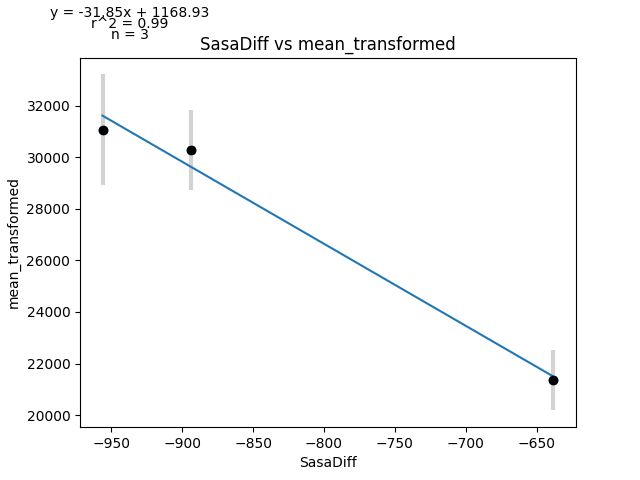 y = -31.85x + 1168.93
r^2 = 0.99
n = 3
SasaDiff vs mean_transformed
32000
30000
28000
26000
24000
22000
20000
mean_transformed
−950
−900
−850
−800
−750
−700
−650
SasaDiff